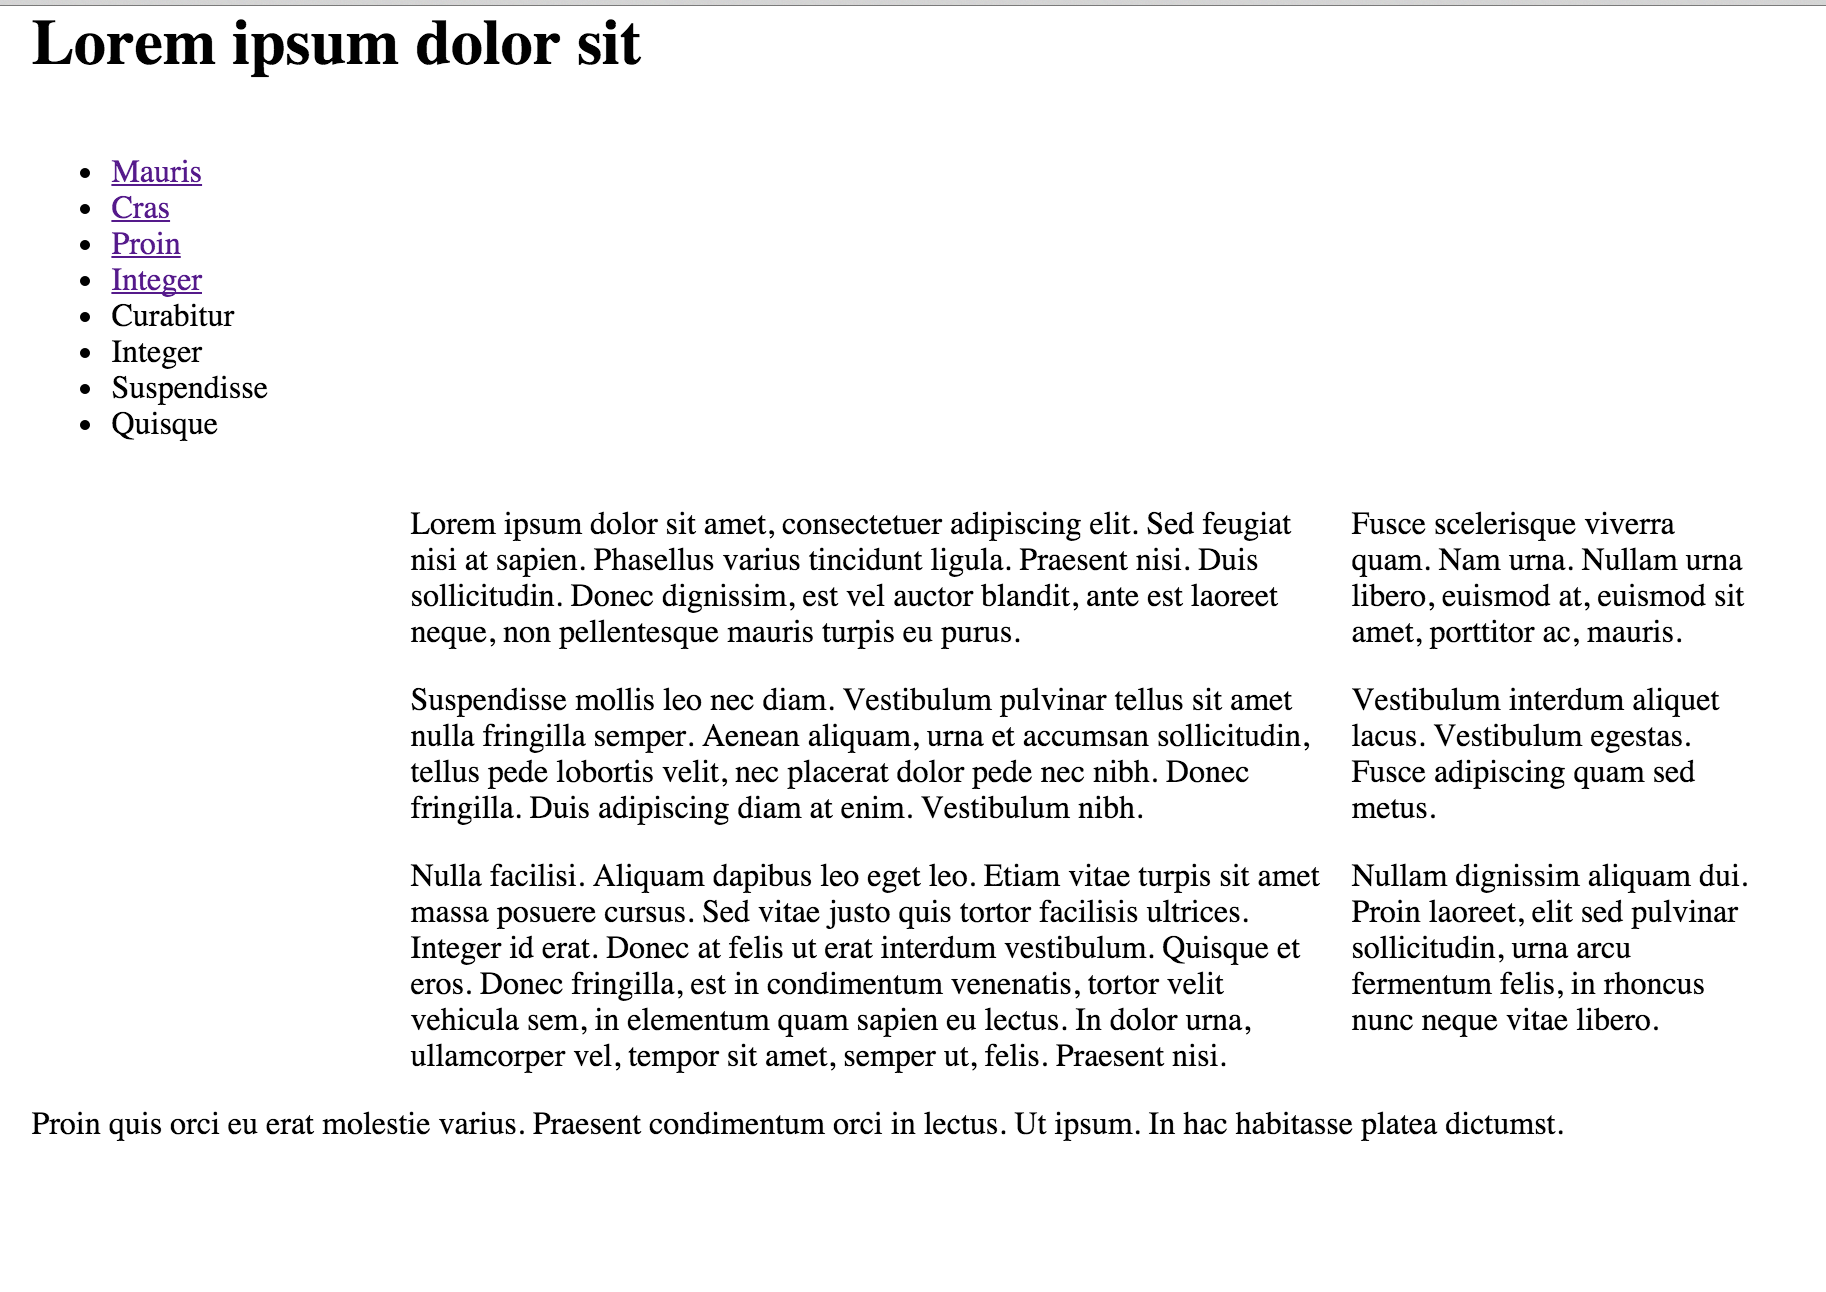 Lorem ipsum dolor sit
Mauris
Cras
Proin
Integer
Curabitur
Integer
Suspendisse
Quisque
Lorem ipsum dolor sit amet, consectetuer adipiscing elit. Sed feugiat
nisi at sapien. Phasellus varius tincidunt ligula. Praesent nisi. Duis
sollicitudin. Donec dignissim, est vel auctor blandit, ante est laoreet
neque, non pellentesque mauris turpis eu purus.
Suspendisse mollis leo nec diam. Vestibulum pulvinar tellus sit amet
nulla fringilla semper. Aenean aliquam, urna et accumsan sollicitudin,
tellus pede lobortis velit, nec placerat dolor pede nec nibh. Donec
fringilla. Duis adipiscing diam at enim. Vestibulum nibh.
Nulla facilisi. Aliquam dapibus leo eget leo. Etiam vitae turpis sit amet
massa posuere cursus. Sed vitae justo quis tortor facilisis ultrices.
Integer id erat. Donec at felis ut erat interdum vestibulum. Quisque et
eros. Donec fringilla, est in condimentum venenatis, tortor velit
vehicula sem, in elementum quam sapien eu lectus. In dolor urna,
ullamcorper vel, tempor sit amet, semper ut, felis. Praesent nisi.
Fusce scelerisque viverra
quam. Nam urna. Nullam urna
libero, euismod at, euismod sit
amet, porttitor ac, mauris.
Vestibulum interdum aliquet
lacus. Vestibulum egestas.
Fusce adipiscing quam sed
metus.
Nullam dignissim aliquam dui.
Proin laoreet, elit sed pulvinar
sollicitudin, urna arcu
fermentum felis, in rhoncus
nunc neque vitae libero.
Proin quis orci eu erat molestie varius. Praesent condimentum orci in lectus. Ut ipsum. In hac habitasse platea dictumst.